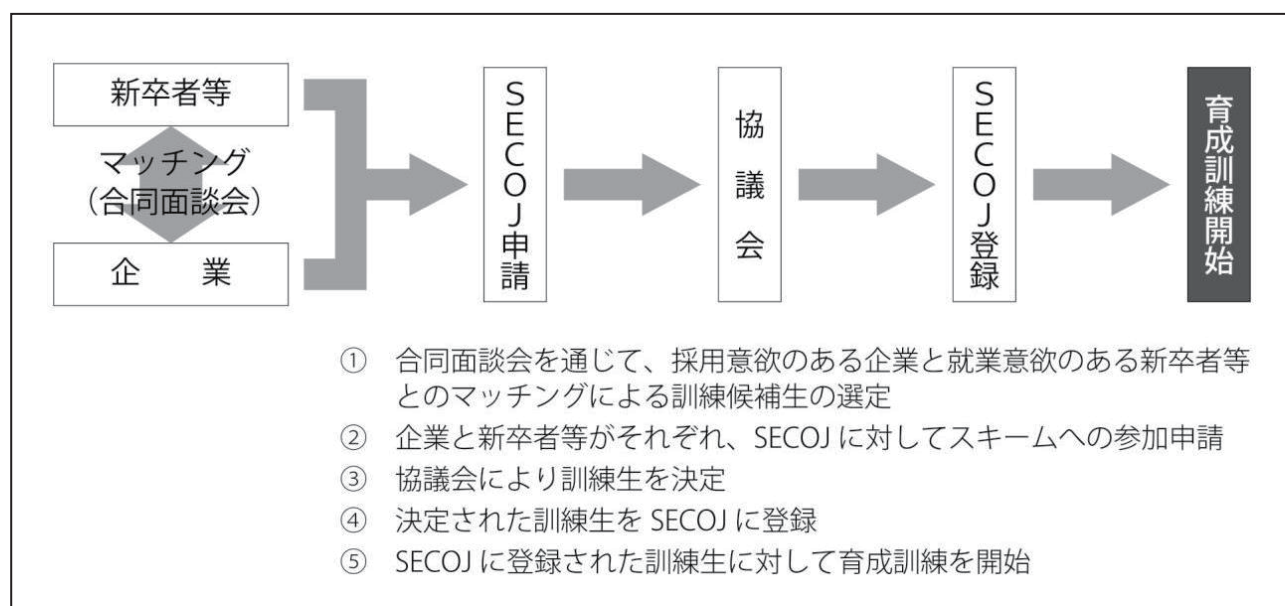 新卒者等
マッチング
（合同面談会）
企　　業
SECOJ申請
協議会
SECOJ登録
育成訓練開始
①　合同面談会を通じて、採用意欲のある企業と就業意欲のある新卒者等
とのマッチングによる訓練候補生の選定
②　企業と新卒者等がそれぞれ、SECOJ に対してスキームへの参加申請
③　協議会により訓練生を決定
④　決定された訓練生を SECOJ に登録
⑤　SECOJ に登録された訓練生に対して育成訓練を開始